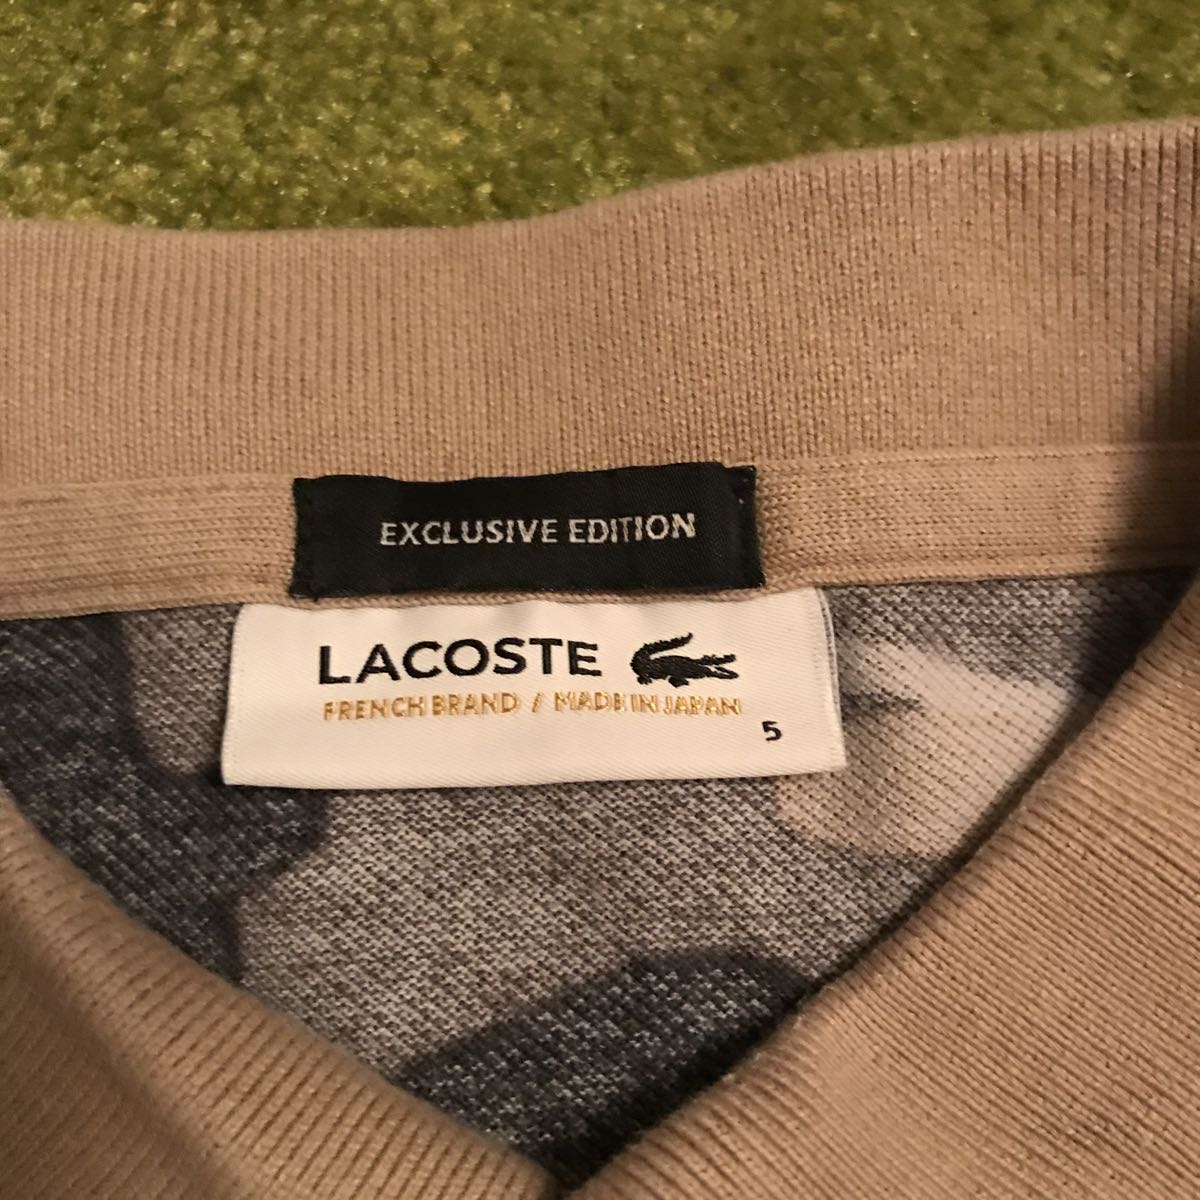 EXCLUSIVE EDITION
LACOSTE
FRENCH BRAND / MADE IN JAPAN
5